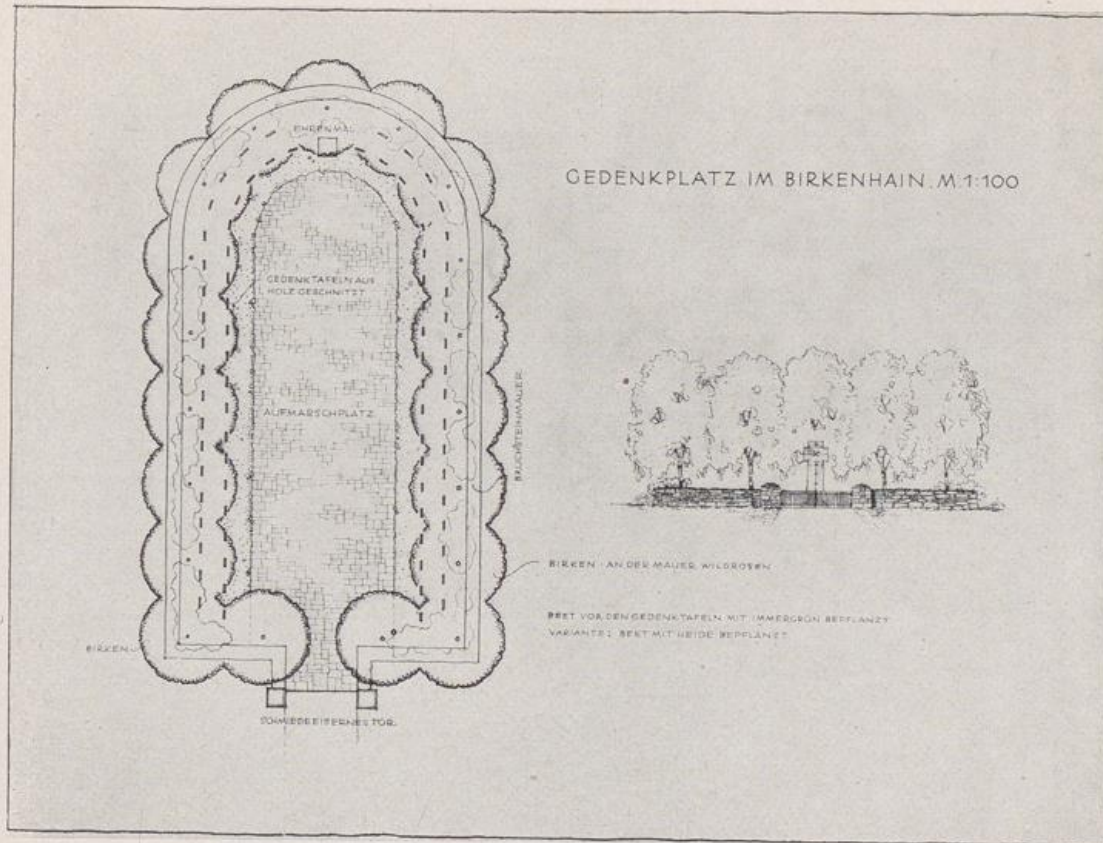 GEDENKPLATZ IM BIRKENHAIN. M. 1:100
EHRENMAL
GEDENKTAFELN AUS
HOLZ GESCHNITZT
AUFMARSCHPLATZ
BRUCHSTEINMAUER
BIRKEN - AN DER MAUER WILDROSEN
BEET VOR DEN GEDENKTAFELN MIT IMMERGRÜN BEPFLANZT
VARIANTE: BEET MIT HEIDE BEPFLANZT
BIRKEN
SCHMIEDEEISERNES TOR.